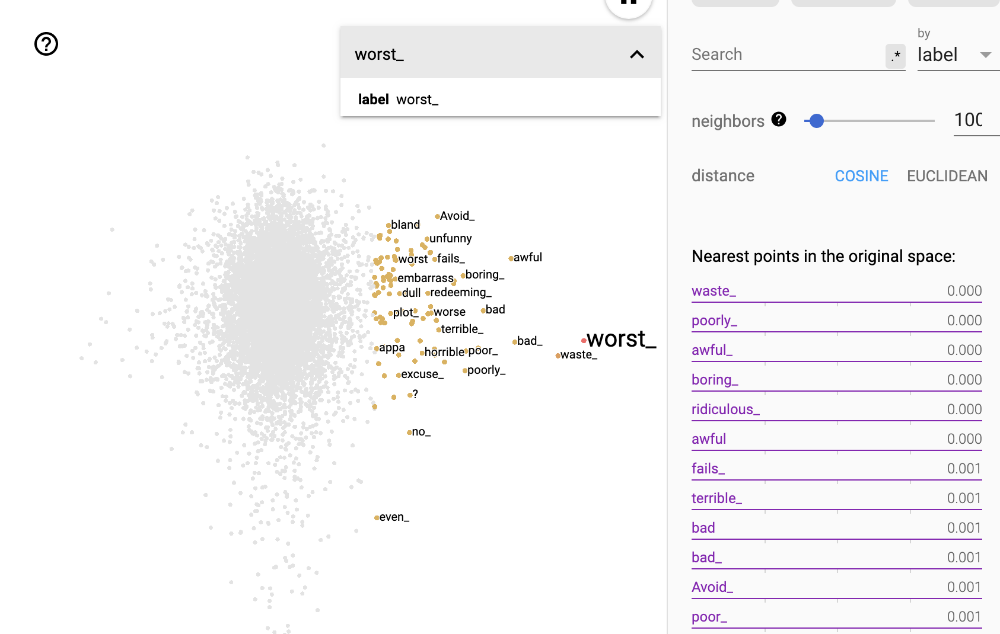 worst_
label worst_
Avoid_
bland
unfunny
worst
fails_
awful
embarrass_
boring_
dull
redeeming_
plot_
worse
bad
terrible_
worst_
bad_
appa
horrible
poor_
waste_
excuse_
poorly_
?
no_
even_
by
Search
.*
label
neighbors ?
100
distance
COSINE
EUCLIDEAN
Nearest points in the original space:
waste_ 0.000
poorly_ 0.000
awful_ 0.000
boring_ 0.000
ridiculous_ 0.000
awful 0.000
fails_ 0.001
terrible_ 0.001
bad 0.001
bad_ 0.001
Avoid_ 0.001
poor_ 0.001